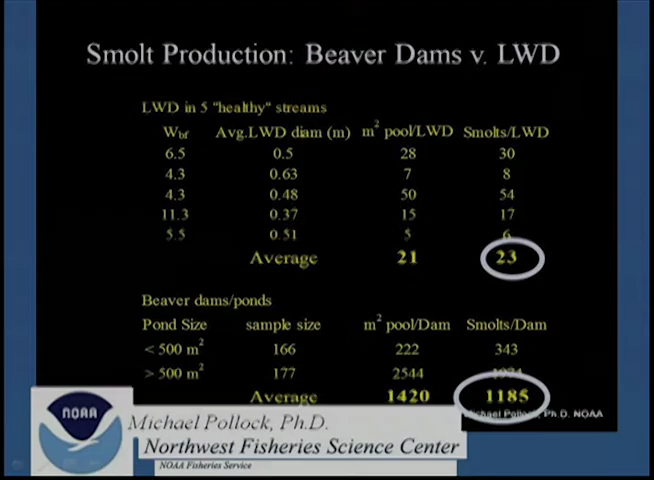 Smolt Production: Beaver Dams v. LWD
LWD in 5 "healthy" streams
Wbf Avg.LWD diam (m) m² pool/LWD Smolts/LWD
6.5 0.5 28 30
4.3 0.63 7 8
4.3 0.48 50 54
11.3 0.37 15 17
5.5 0.51 5 6
Average 21 23
Beaver dams/ponds
Pond Size sample size m² pool/Dam Smolts/Dam
< 500 m² 166 222 343
> 500 m² 177 2544
Average 1420 1185
Michael Pollock, Ph.D. NOAA
NOAA
Michael Pollock, Ph.D.
Northwest Fisheries Science Center
NOAA Fisheries Service